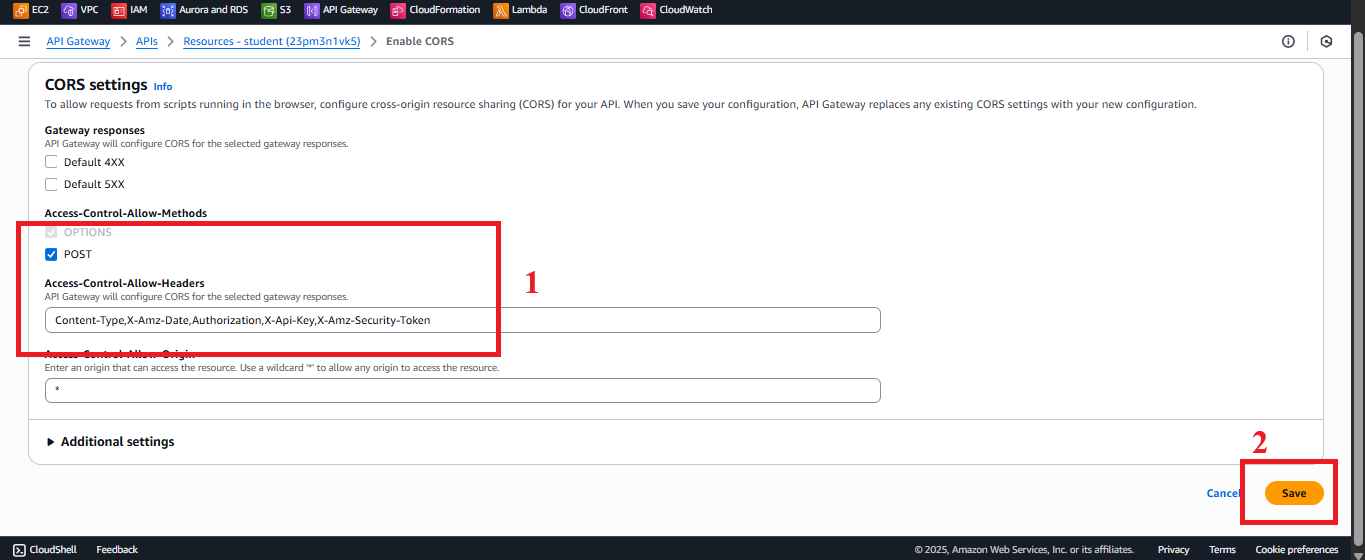 EC2 VPC IAM Aurora and RDS S3 API Gateway CloudFormation Lambda CloudFront CloudWatch
API Gateway > APIs > Resources - student (23pm3n1vk5) > Enable CORS
CORS settings Info
To allow requests from scripts running in the browser, configure cross-origin resource sharing (CORS) for your API. When you save your configuration, API Gateway replaces any existing CORS settings with your new configuration.
Gateway responses
API Gateway will configure CORS for the selected gateway responses.
Default 4XX
Default 5XX
Access-Control-Allow-Methods
OPTIONS
POST
1
Access-Control-Allow-Headers
API Gateway will configure CORS for the selected gateway responses.
Content-Type,X-Amz-Date,Authorization,X-Api-Key,X-Amz-Security-Token
Access-Control-Allow-Origin
Enter an origin that can access the resource. Use a wildcard '*' to allow any origin to access the resource.
*
Additional settings
2
Cancel Save
CloudShell Feedback © 2025, Amazon Web Services, Inc. or its affiliates. Privacy Terms Cookie preferences